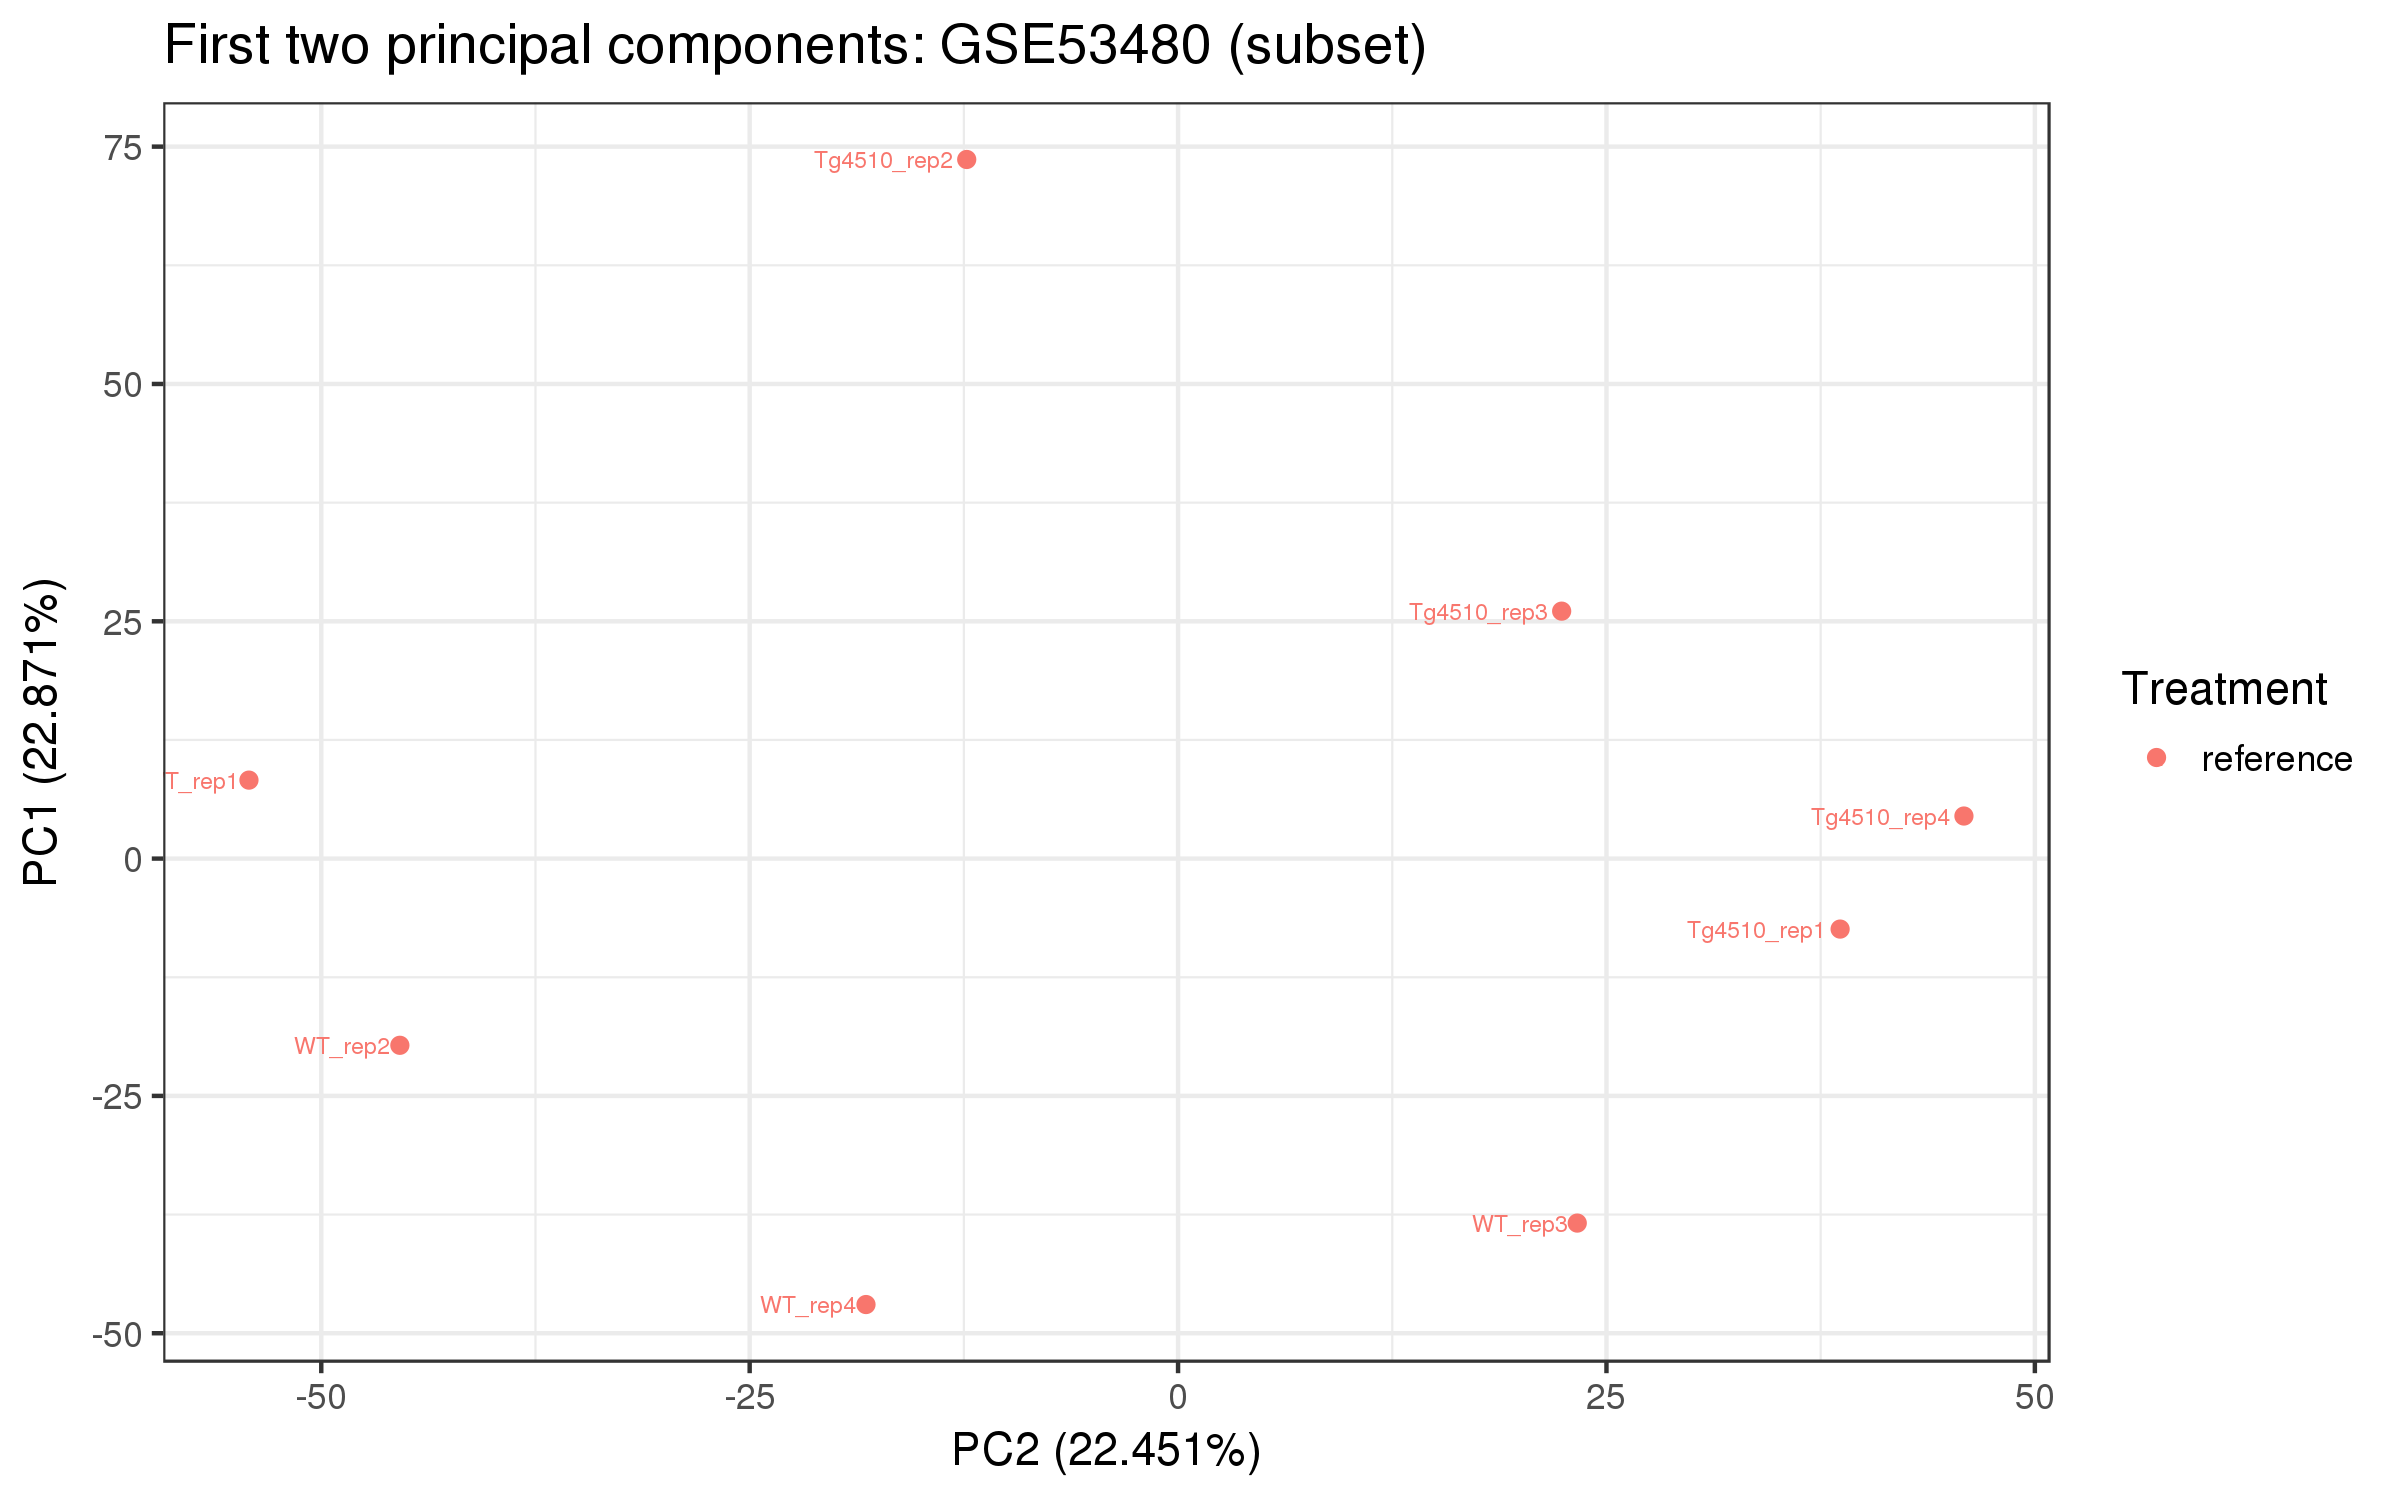 First two principal components: GSE53480 (subset)
75
Tg4510_rep2
50
25
Tg4510_rep3
PC1 (22.871%)
Treatment
reference
T_rep1
Tg4510_rep4
0
Tg4510_rep1
WT_rep2
-25
WT_rep3
WT_rep4
-50
-50
-25
0
25
50
PC2 (22.451%)